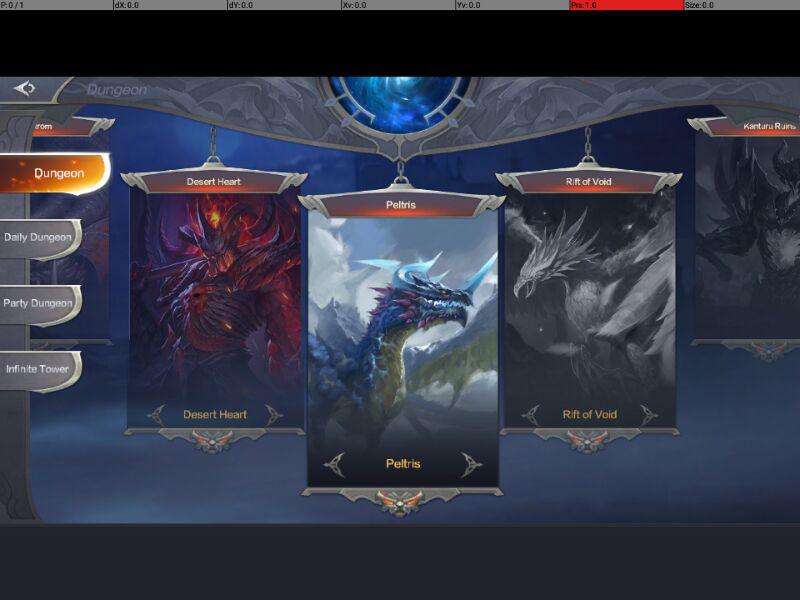 P: 0 / 1
dX: 0.0
dY: 0.0
Xv: 0.0
Yv: 0.0
Prs: 1.0
Size: 0.0
Dungeon
Kanturu Ruins
Dungeon
Desert Heart
Rift of Void
Peltris
Daily Dungeon
Party Dungeon
Infinite Tower
Desert Heart
Rift of Void
Peltris